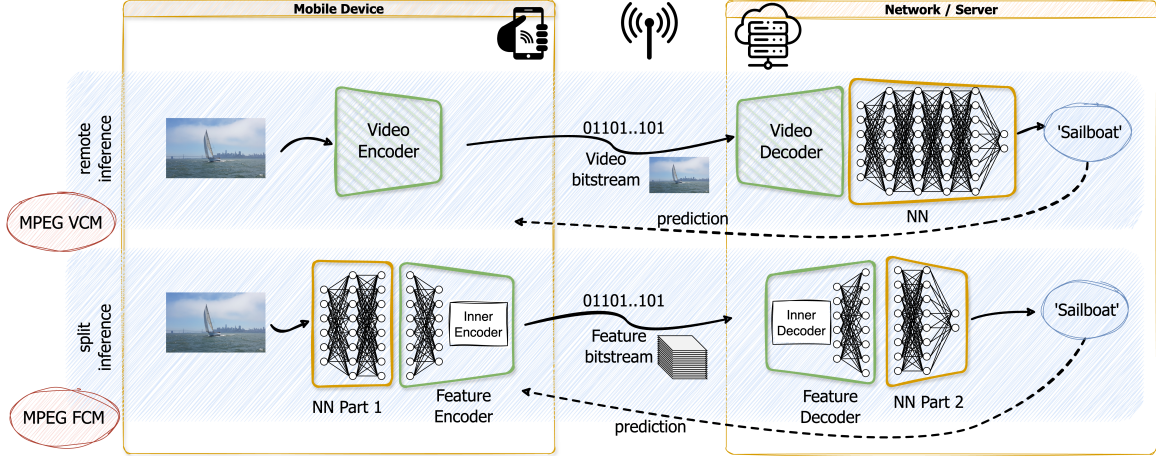 Mobile Device
Network / Server
remote
inference
Video
Encoder
01101..101
Video
bitstream
Video
Decoder
NN
'Sailboat'
prediction
MPEG VCM
split
inference
NN Part 1
Inner
Encoder
Feature
Encoder
01101..101
Feature
bitstream
Inner
Decoder
Feature
Decoder
NN Part 2
'Sailboat'
prediction
MPEG FCM